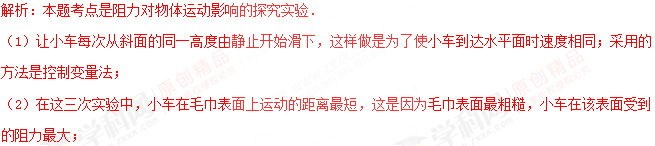 解析：本题考点是阻力对物体运动影响的探究实验．
（1）让小车每次从斜面的同一高度由静止开始滑下，这样做是为了使小车到达水平面时速度相同；采用的
方法是控制变量法；
（2）在这三次实验中，小车在毛巾表面上运动的距离最短，这是因为毛巾表面最粗糙，小车在该表面受到
的阻力最大；